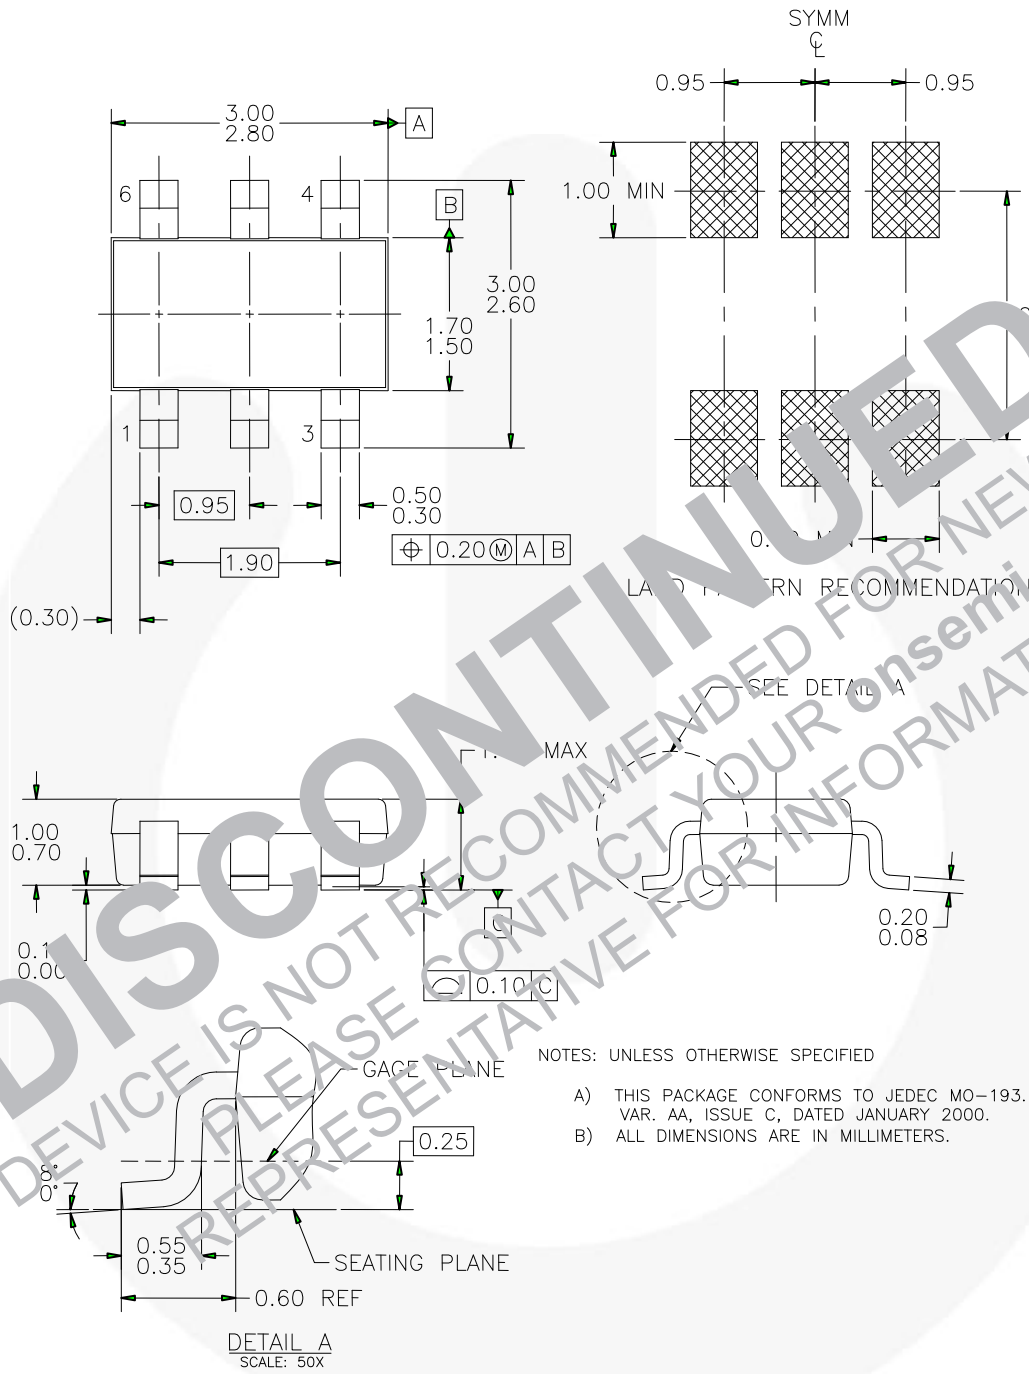 SYMM
0.95
0.95
3.00
2.80
A
6
4
B
1.00 MIN
3.00
2.60
1.70
1.50
1
3
0.95
0.50
0.30
0.20 Ⓜ A B
1.90
(0.30)
MIN
RECOMMENDATION
SEE DETAIL A
MAX
1.00
0.70
0.00
C
0.10 C
0.20
0.08
GAGE PLANE
0.25
8°
0°
0.55
0.35
SEATING PLANE
0.60 REF
DETAIL A
SCALE: 50X
NOTES: UNLESS OTHERWISE SPECIFIED
A) THIS PACKAGE CONFORMS TO JEDEC MO-193.
VAR. AA, ISSUE C, DATED JANUARY 2000.
B) ALL DIMENSIONS ARE IN MILLIMETERS.
DISCONTINUED
DEVICE IS NOT RECOMMENDED FOR NEW
PLEASE CONTACT YOUR onsemi
REPRESENTATIVE FOR